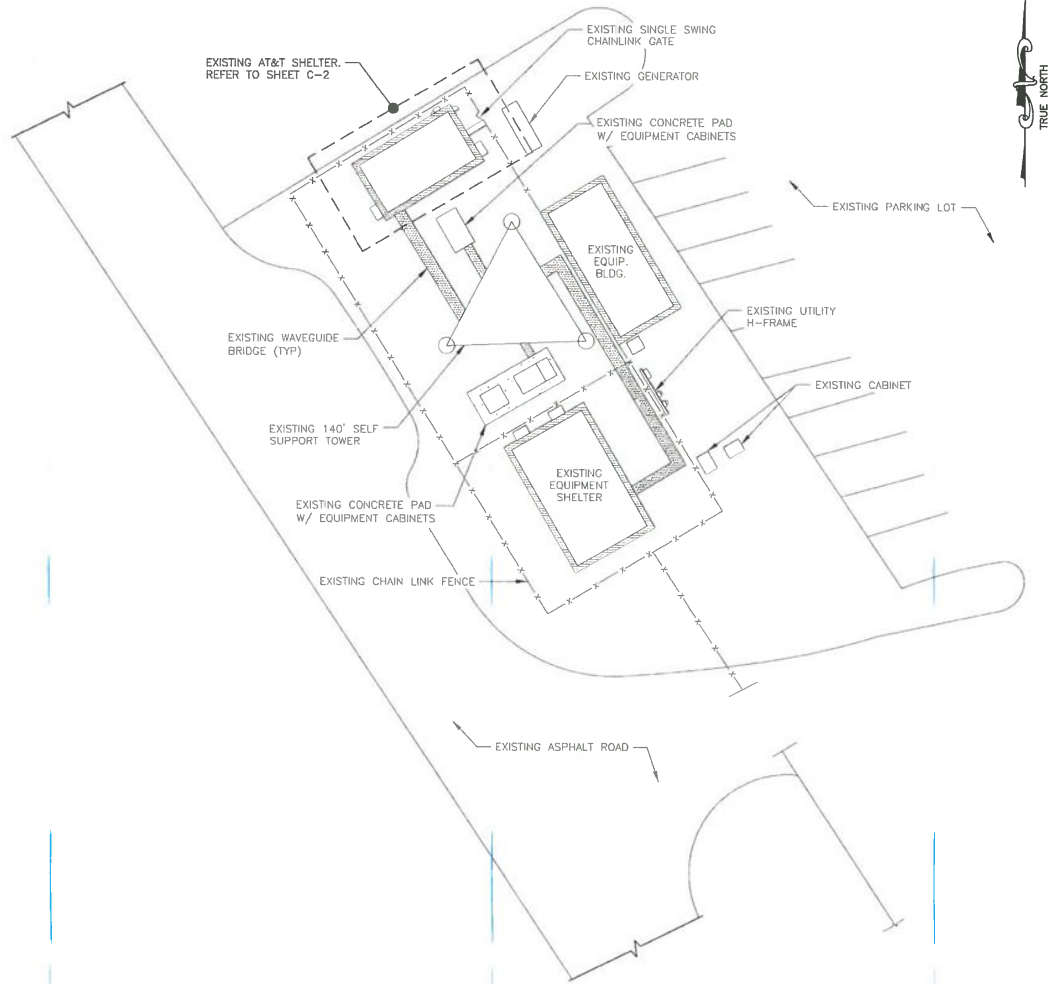 EXISTING SINGLE SWING
CHAINLINK GATE
EXISTING AT&T SHELTER.
REFER TO SHEET C-2
EXISTING GENERATOR
TRUE NORTH
EXISTING CONCRETE PAD
W/ EQUIPMENT CABINETS
EXISTING PARKING LOT
EXISTING
EQUIP.
BLDG.
EXISTING UTILITY
H-FRAME
EXISTING WAVEGUIDE
BRIDGE (TYP)
EXISTING CABINET
EXISTING 140' SELF
SUPPORT TOWER
EXISTING
EQUIPMENT
SHELTER
EXISTING CONCRETE PAD
W/ EQUIPMENT CABINETS
EXISTING CHAIN LINK FENCE
EXISTING ASPHALT ROAD